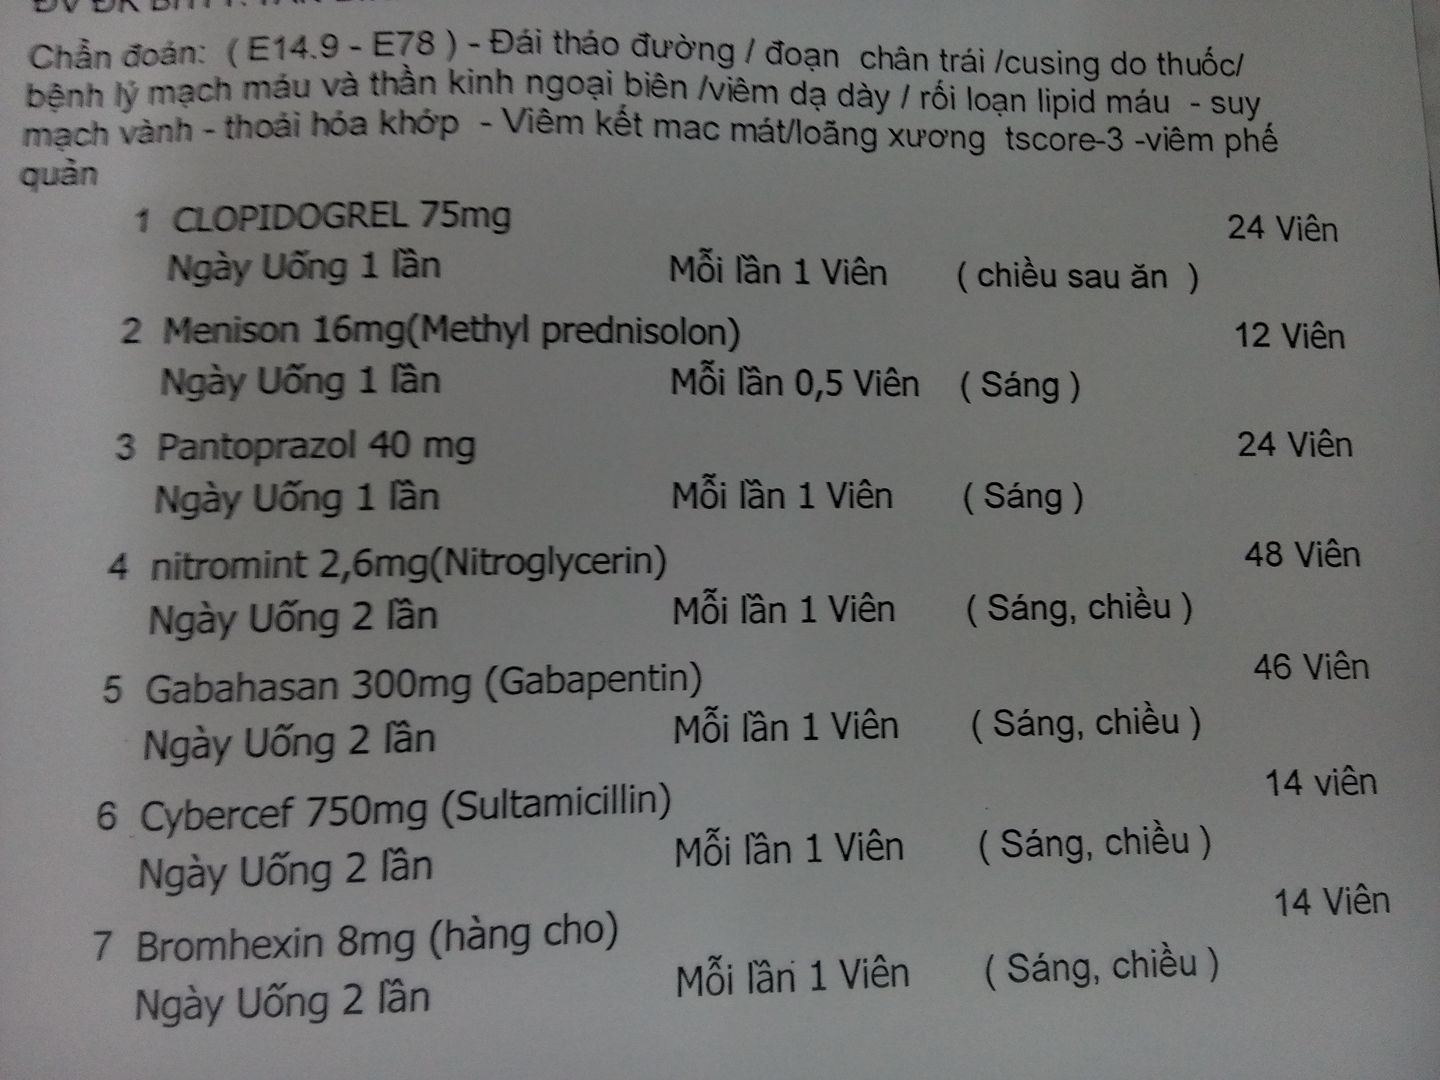 Chẩn đoán: ( E14.9 - E78 ) - Đái tháo đường / đoạn chân trái /cusing do thuốc/
bệnh lý mạch máu và thần kinh ngoại biên /viêm dạ dày / rối loạn lipid máu - suy
mạch vành - thoái hóa khớp - Viêm kết mac mát/loãng xương tscore-3 -viêm phế
quản
1 CLOPIDOGREL 75mg 24 Viên
Ngày Uống 1 lần Mỗi lần 1 Viên ( chiều sau ăn )
2 Menison 16mg(Methyl prednisolon) 12 Viên
Ngày Uống 1 lần Mỗi lần 0,5 Viên ( Sáng )
3 Pantoprazol 40 mg 24 Viên
Ngày Uống 1 lần Mỗi lần 1 Viên ( Sáng )
4 nitromint 2,6mg(Nitroglycerin) 48 Viên
Ngày Uống 2 lần Mỗi lần 1 Viên ( Sáng, chiều )
5 Gabahasan 300mg (Gabapentin) 46 Viên
Ngày Uống 2 lần Mỗi lần 1 Viên ( Sáng, chiều )
6 Cybercef 750mg (Sultamicillin) 14 viên
Ngày Uống 2 lần Mỗi lần 1 Viên ( Sáng, chiều )
7 Bromhexin 8mg (hàng cho) 14 Viên
Ngày Uống 2 lần Mỗi lần 1 Viên ( Sáng, chiều )